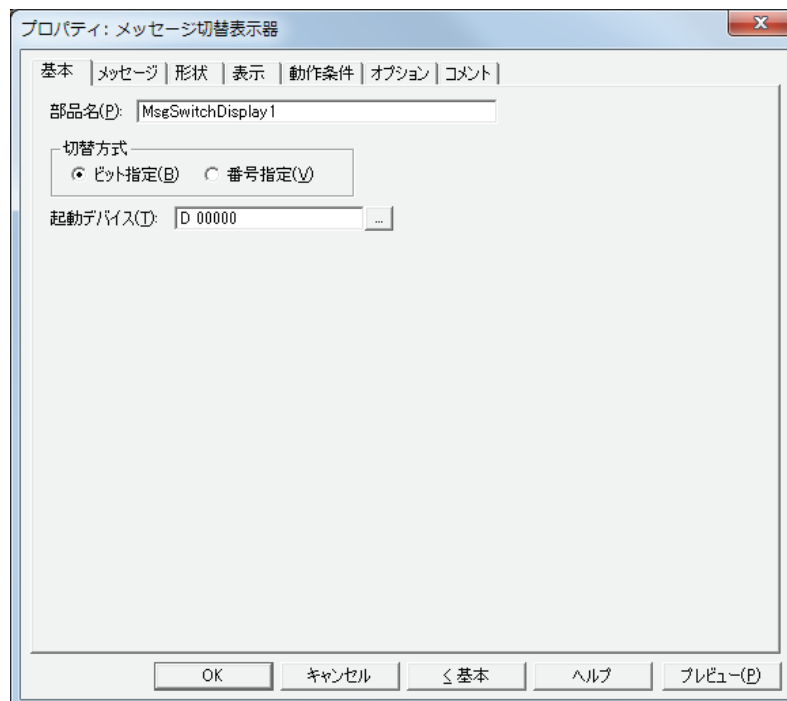 プロパティ: メッセージ切替表示器
基本 メッセージ 形状 表示 動作条件 オプション コメント
部品名(P): MsgSwitchDisplay1
切替方式
ビット指定(B) 番号指定(V)
起動デバイス(T): D 00000 ...
OK キャンセル < 基本 ヘルプ プレビュー(P)